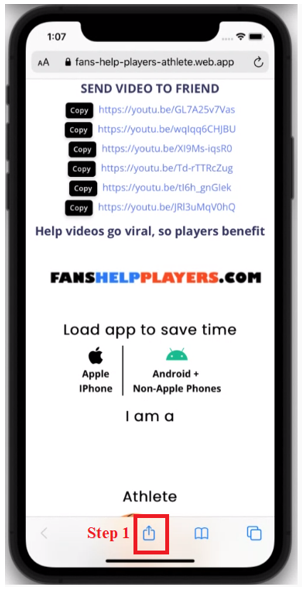 1:07
AA fans-help-players-athlete.web.app
SEND VIDEO TO FRIEND
Copy https://youtu.be/GL7A25v7Vas
Copy https://youtu.be/wqIqq6CHJBU
Copy https://youtu.be/XI9Ms-iqsR0
Copy https://youtu.be/Td-rTTRcZug
Copy https://youtu.be/tI6h_gnGIek
Copy https://youtu.be/JRl3uMqV0hQ
Help videos go viral, so players benefit
FANSHELPPLAYERS.COM
Load app to save time
Apple
IPhone
Android +
Non-Apple Phones
I am a
Athlete
Step 1